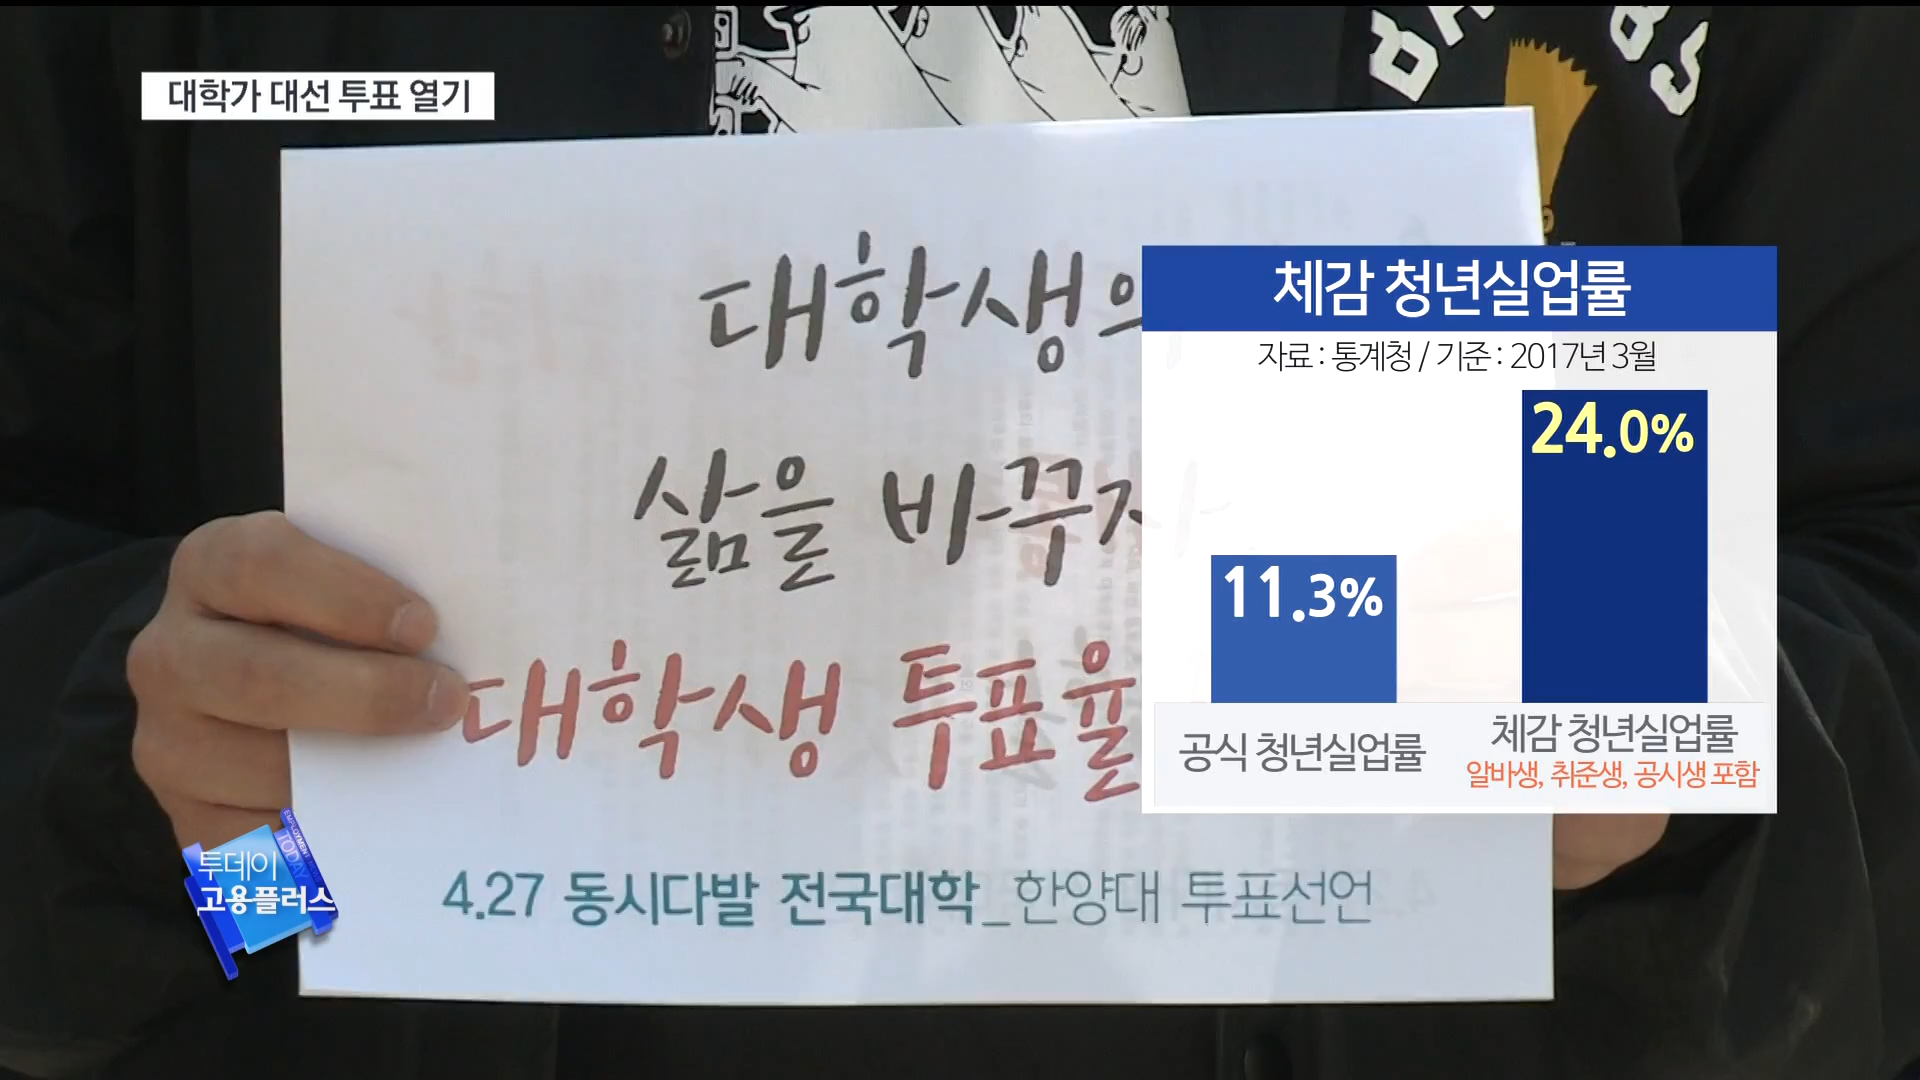 대학가 대선 투표 열기
대학생의
삶을 바꾸자
대학생 투표율
4.27 동시다발 전국대학_한양대 투표선언
체감 청년실업률
자료 : 통계청 / 기준 : 2017년 3월
11.3%
24.0%
공식 청년실업률
체감 청년실업률
알바생, 취준생, 공시생 포함
EMPLOYMENT
TODAY
투데이
고용플러스